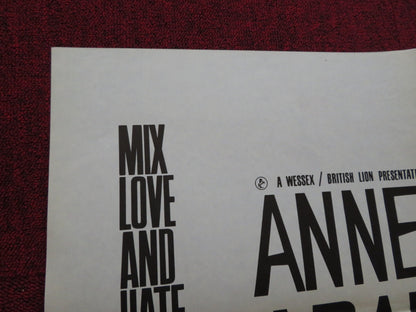 MIX
LOVE
AND
HATE
A WESSEX / BRITISH LION PRESENTATI
ANNE